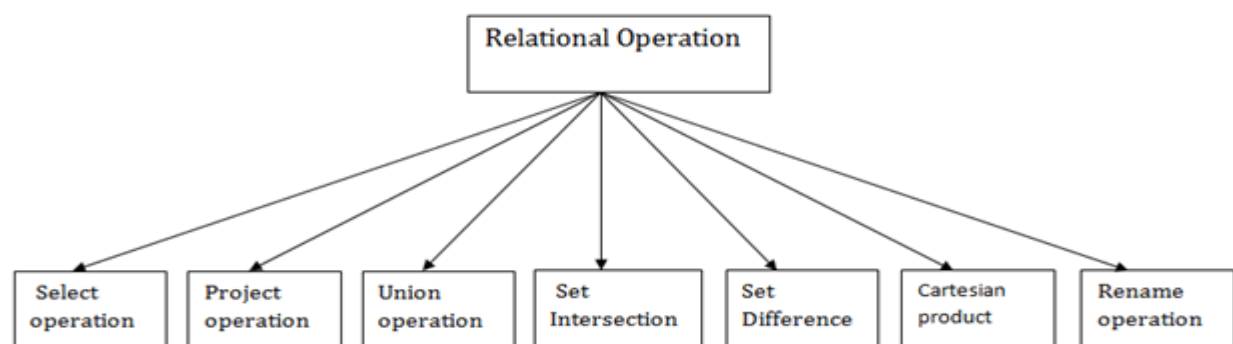 Relational Operation
Select
operation
Project
operation
Union
operation
Set
Intersection
Set
Difference
Cartesian
product
Rename
operation